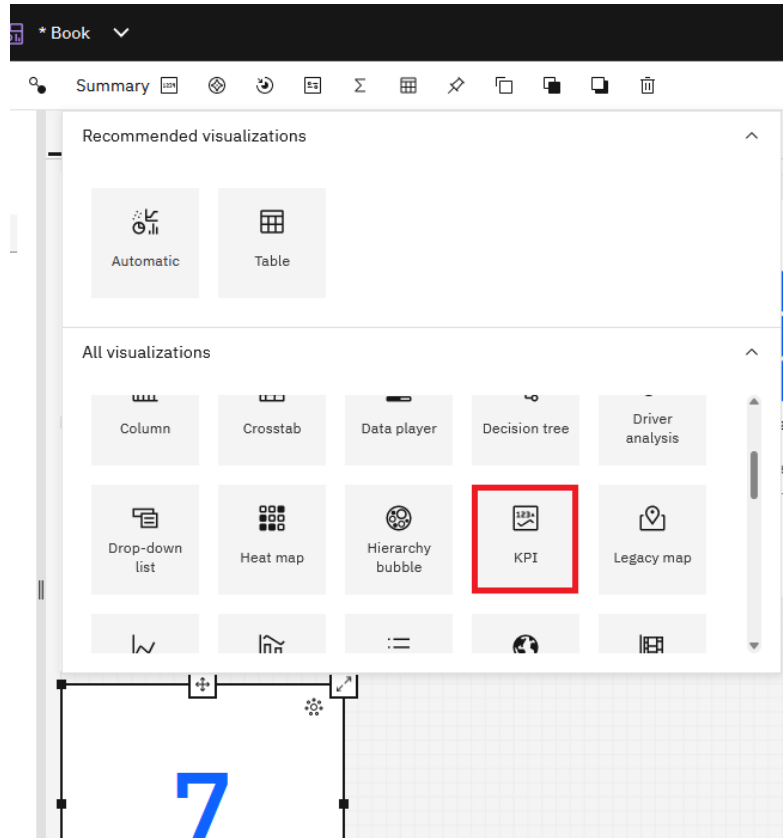 * Book
Summary
Recommended visualizations
Automatic
Table
All visualizations
Column
Crosstab
Data player
Decision tree
Driver
analysis
Drop-down
list
Heat map
Hierarchy
bubble
KPI
Legacy map
7